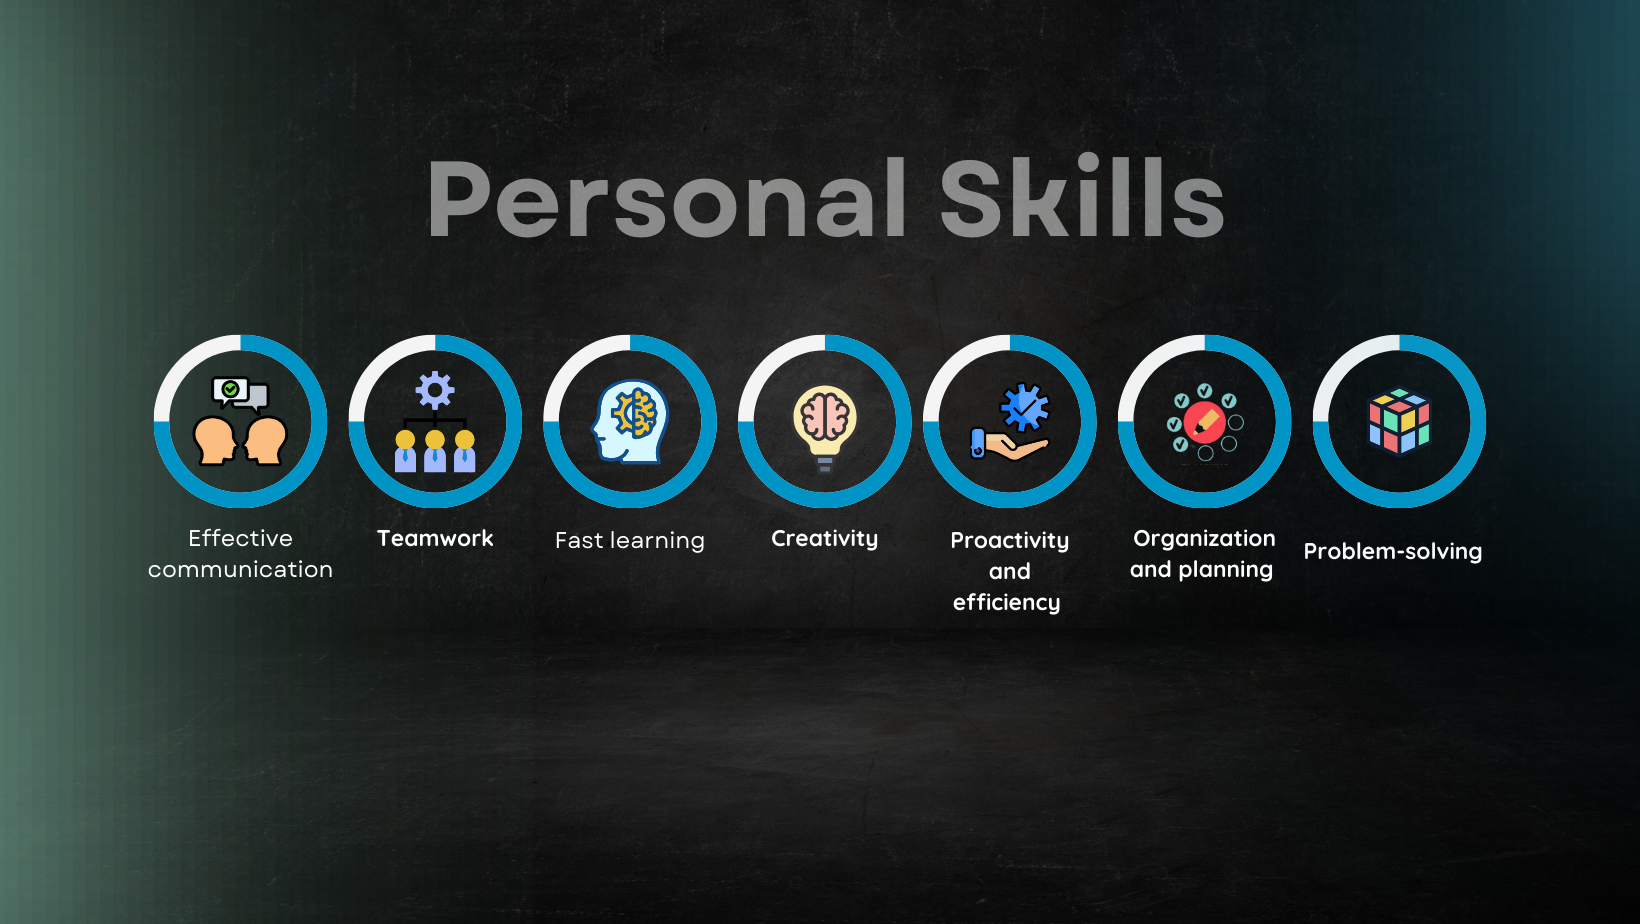 Personal Skills
Effective
communication
Teamwork
Fast learning
Creativity
Proactivity
and
efficiency
Organization
and planning
Problem-solving